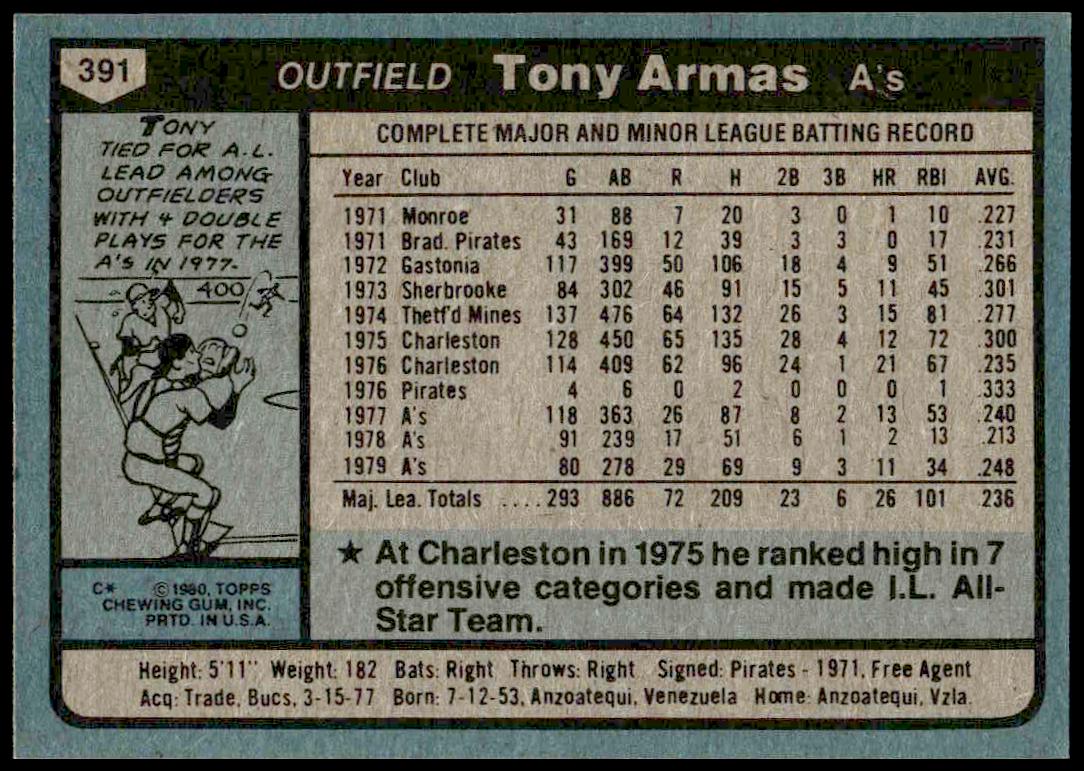 391
OUTFIELD Tony Armas A's
TONY
TIED FOR A.L.
LEAD AMONG
OUTFIELDERS
WITH 4 DOUBLE
PLAYS FOR THE
A'S IN 1977.
400
C* ©1980, TOPPS
CHEWING GUM, INC.
PRTD. IN U.S.A.
COMPLETE MAJOR AND MINOR LEAGUE BATTING RECORD
Year Club G AB R H 2B 3B HR RBI AVG.
1971 Monroe 31 88 7 20 3 0 1 10 .227
1971 Brad. Pirates 43 169 12 39 3 3 0 17 .231
1972 Gastonia 117 399 50 106 18 4 9 51 .266
1973 Sherbrooke 84 302 46 91 15 5 11 45 .301
1974 Thetf'd Mines 137 476 64 132 26 3 15 81 .277
1975 Charleston 128 450 65 135 28 4 12 72 .300
1976 Charleston 114 409 62 96 24 1 21 67 .235
1976 Pirates 4 6 0 2 0 0 0 1 .333
1977 A's 118 363 26 87 8 2 13 53 .240
1978 A's 91 239 17 51 6 1 2 13 .213
1979 A's 80 278 29 69 9 3 11 34 .248
Maj. Lea. Totals ....293 886 72 209 23 6 26 101 .236
★ At Charleston in 1975 he ranked high in 7
offensive categories and made I.L. All-
Star Team.
Height: 5'11" Weight: 182 Bats: Right Throws: Right Signed: Pirates - 1971, Free Agent
Acq: Trade, Bucs, 3-15-77 Born: 7-12-53, Anzoatequi, Venezuela Home: Anzoatequi, Vzla.